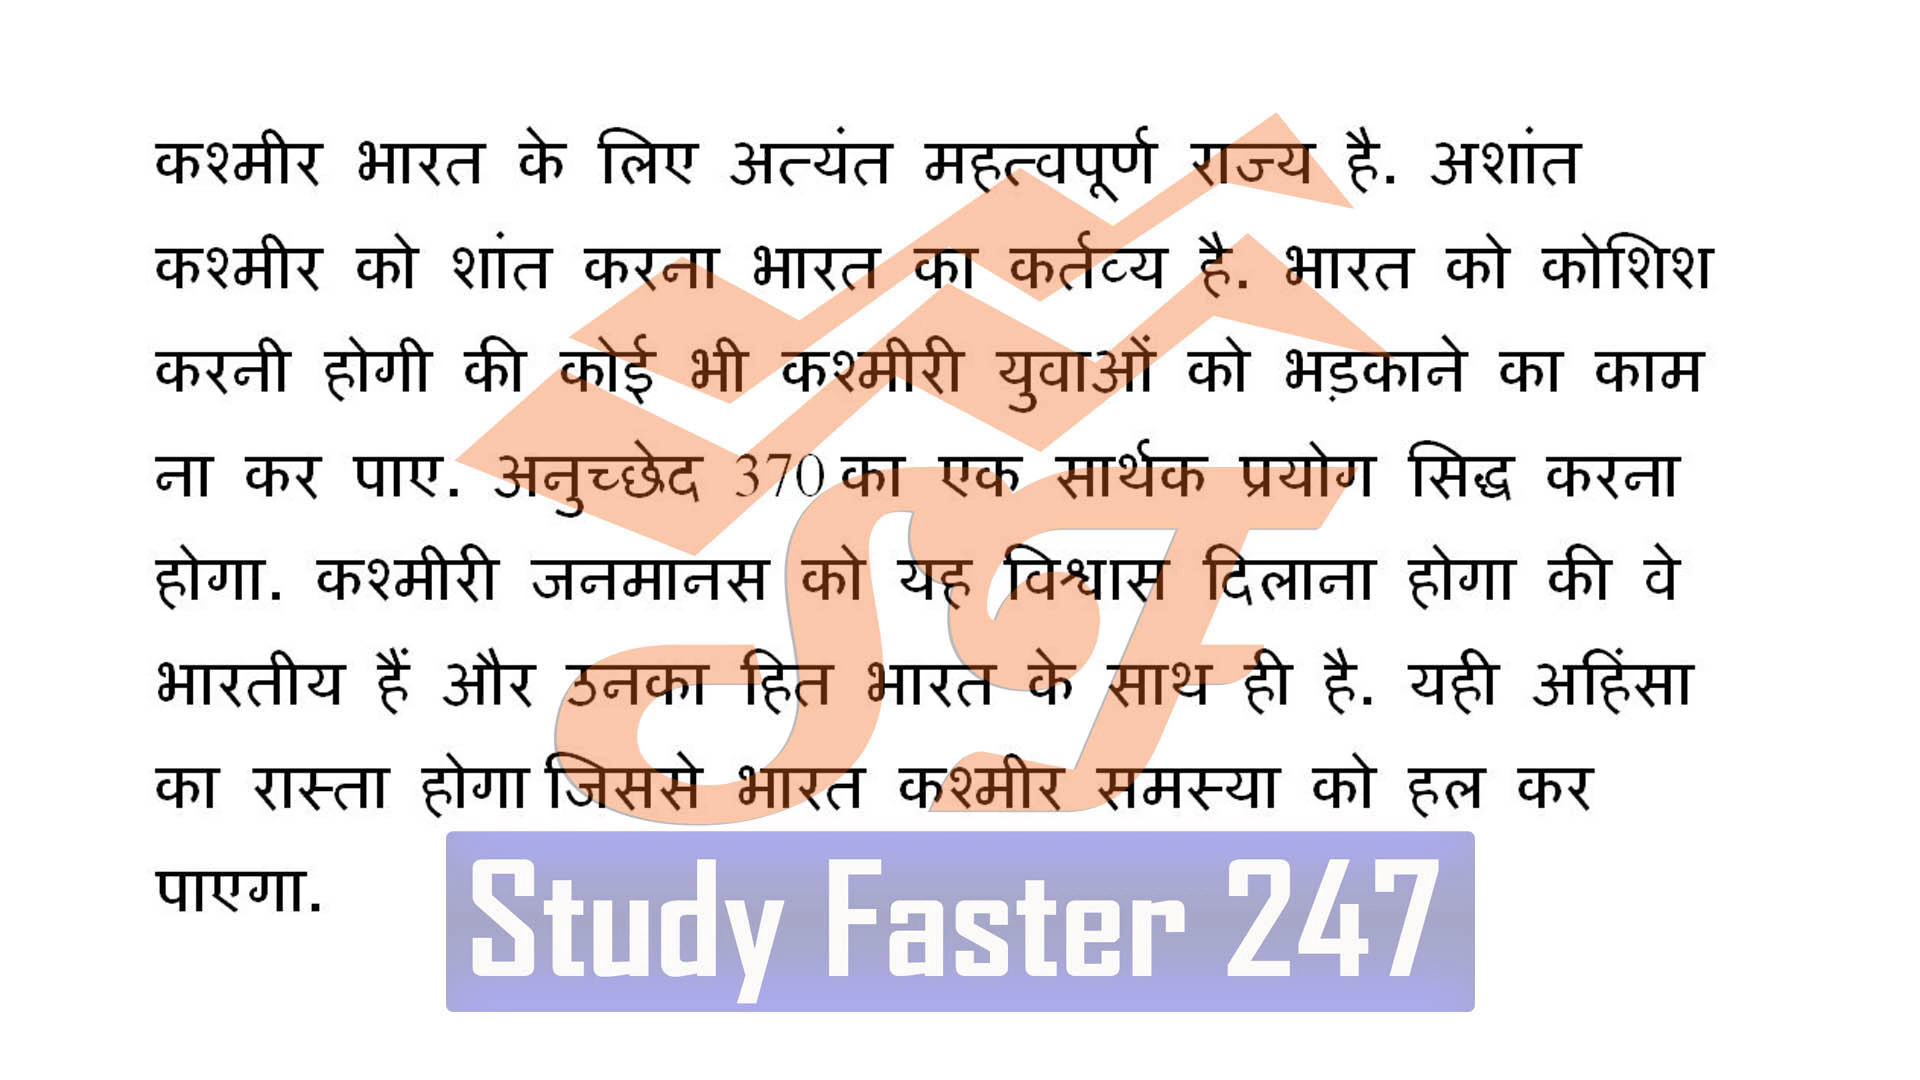 कश्मीर भारत के लिए अत्यंत महत्वपूर्ण राज्य है. अशांत
कश्मीर को शांत करना भारत का कर्तव्य है. भारत को कोशिश
करनी होगी की कोई भी कश्मीरी युवाओं को भड़काने का काम
ना कर पाए. अनुच्छेद 370 का एक सार्थक प्रयोग सिद्ध करना
होगा. कश्मीरी जनमानस को यह विश्वास दिलाना होगा की वे
भारतीय हैं और उनका हित भारत के साथ ही है. यही अहिंसा
का रास्ता होगा जिससे भारत कश्मीर समस्या को हल कर
पाएगा.
SF
Study Faster 247